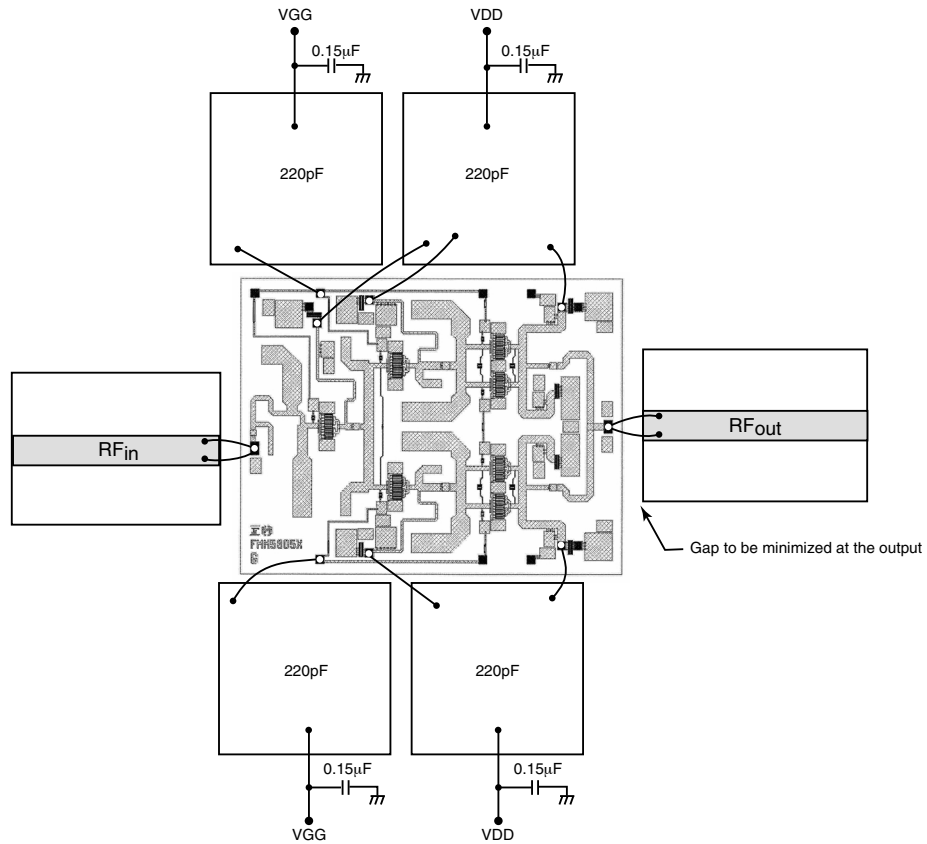 VGG
VDD
0.15µF
0.15µF
220pF
220pF
RFin
RFout
FMM5805X
G
Gap to be minimized at the output
220pF
220pF
0.15µF
0.15µF
VGG
VDD